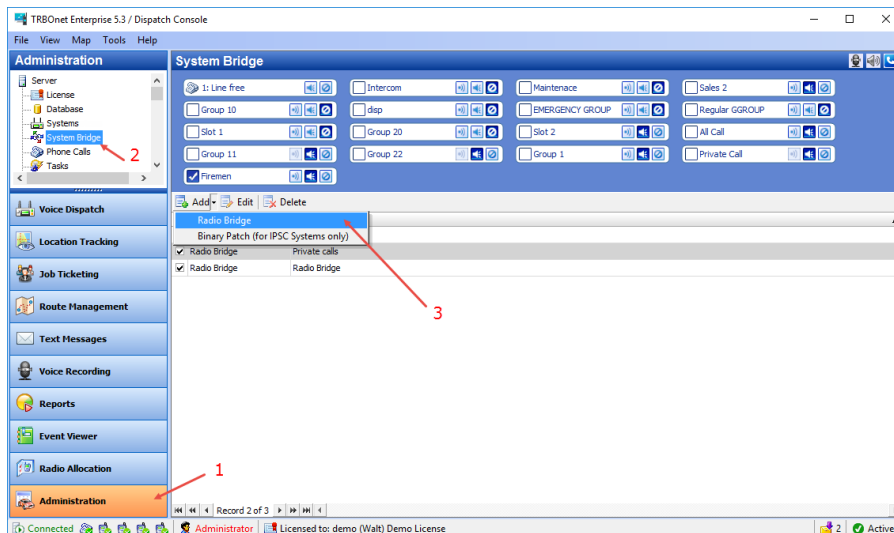 TRBOnet Enterprise 5.3 / Dispatch Console
File View Map Tools Help
Administration
Server
License
Database
Systems
System Bridge
Phone Calls
Tasks
2
System Bridge
1: Line free
Intercom
Maintenace
Sales 2
Group 10
disp
EMERGENCY GROUP
Regular GGROUP
Slot 1
Group 20
Slot 2
All Call
Group 11
Group 22
Group 1
Private Call
Firemen
Add Edit Delete
Radio Bridge
Binary Patch (for IPSC Systems only)
Radio Bridge Private calls
Radio Bridge Radio Bridge
3
Voice Dispatch
Location Tracking
Job Ticketing
Route Management
Text Messages
Voice Recording
Reports
Event Viewer
Radio Allocation
Administration
1
Record 2 of 3
Connected Administrator Licensed to: demo (Walt) Demo License 2 Active